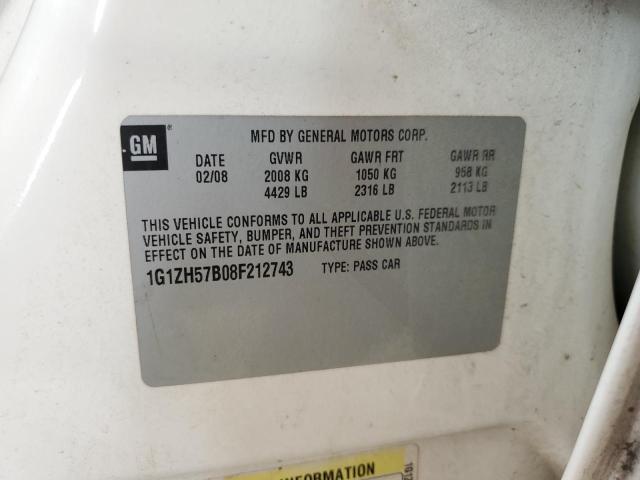 GM
®
MFD BY GENERAL MOTORS CORP.
DATE GVWR GAWR FRT GAWR RR
02/08 2008 KG 1050 KG 958 KG
4429 LB 2316 LB 2113 LB
THIS VEHICLE CONFORMS TO ALL APPLICABLE U.S. FEDERAL MOTOR
VEHICLE SAFETY, BUMPER, AND THEFT PREVENTION STANDARDS IN
EFFECT ON THE DATE OF MANUFACTURE SHOWN ABOVE.
1G1ZH57B08F212743 TYPE: PASS CAR
INFORMATION